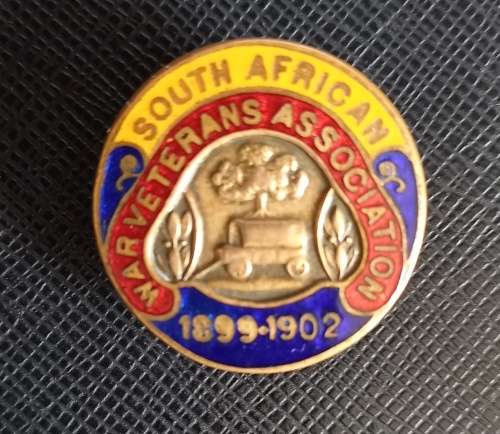 SOUTH AFRICAN
WAR VETERANS ASSOCIATION
1899•1902